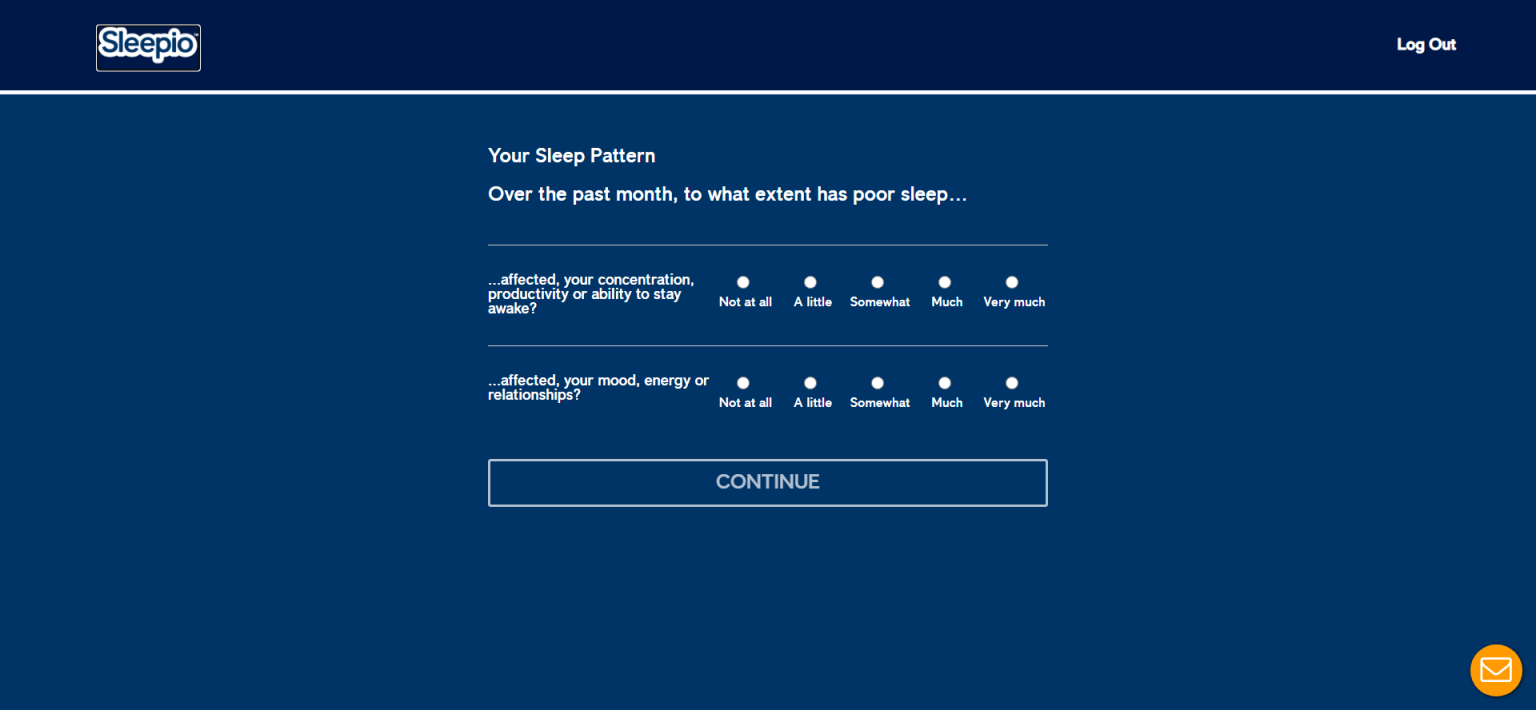 Sleepio™
Log Out
Your Sleep Pattern
Over the past month, to what extent has poor sleep...
...affected, your concentration,
productivity or ability to stay
awake?
Not at all A little Somewhat Much Very much
...affected, your mood, energy or
relationships?
Not at all A little Somewhat Much Very much
CONTINUE